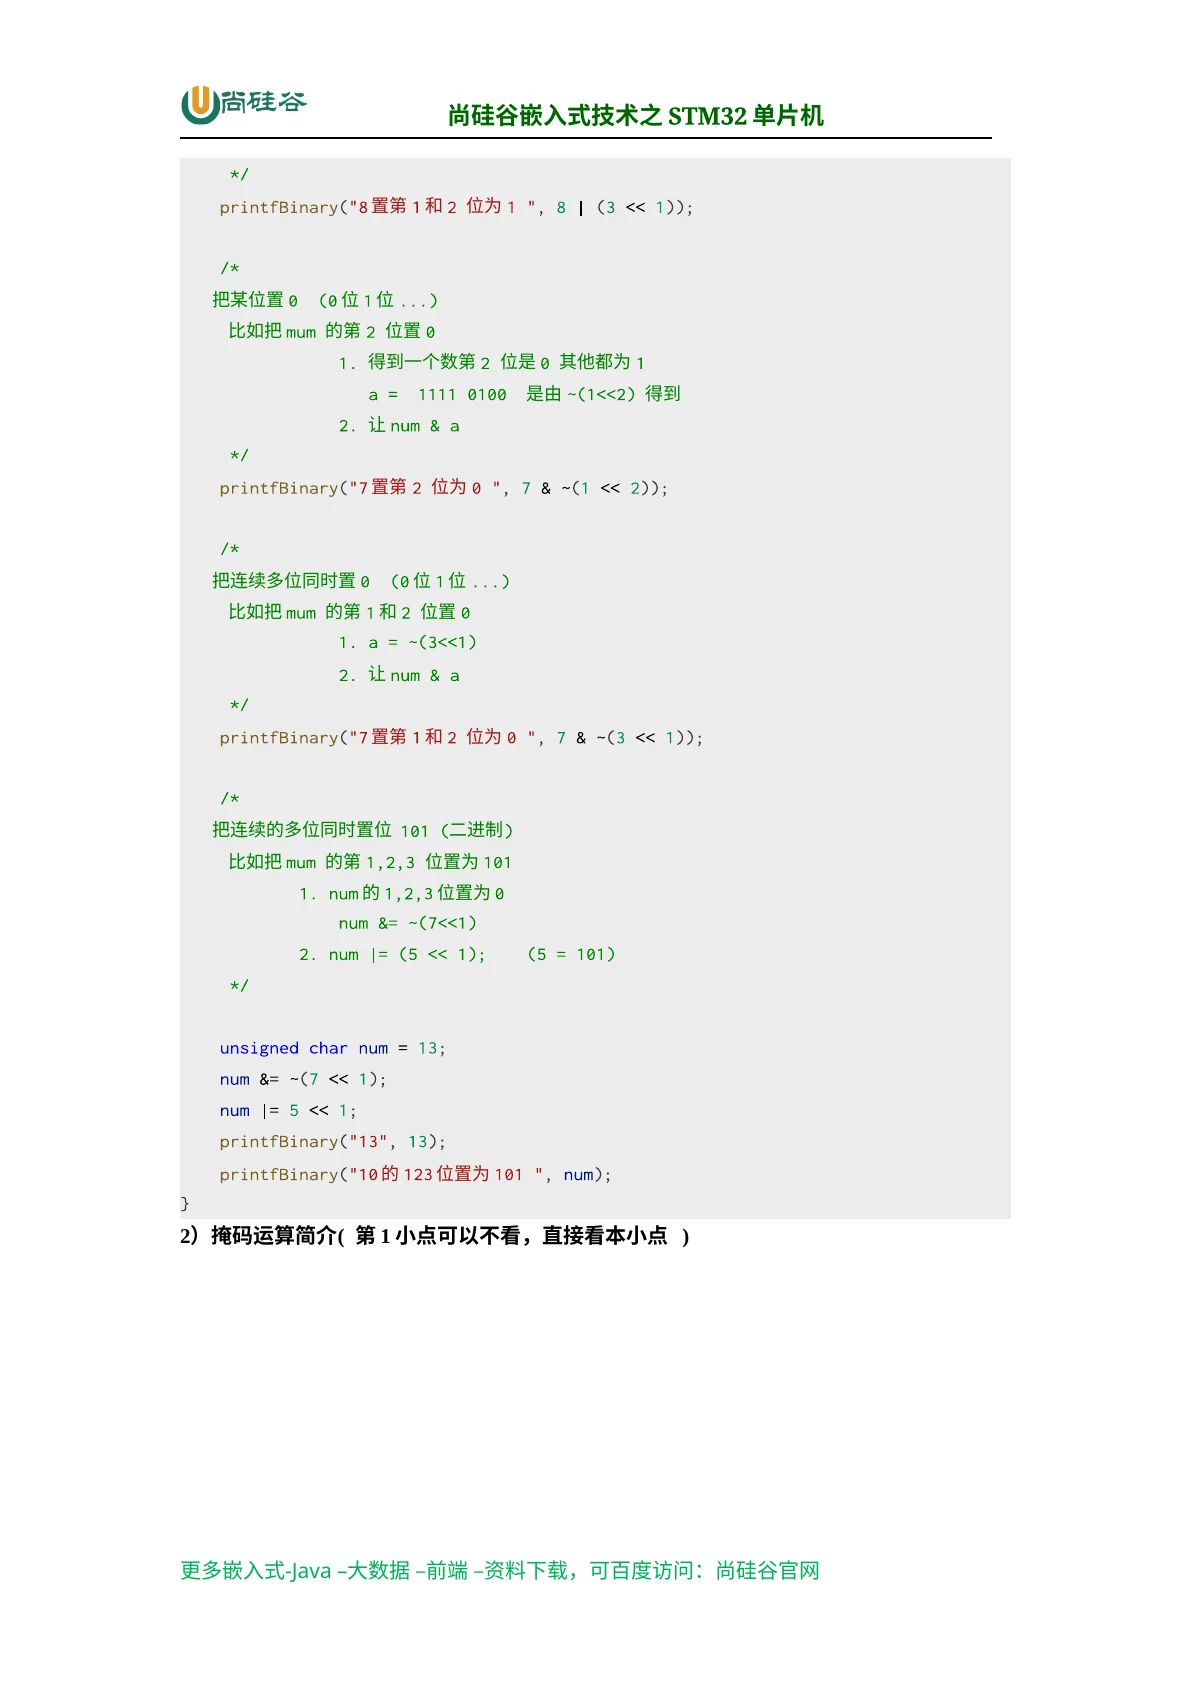 尚硅谷
尚硅谷嵌入式技术之 STM32 单片机
*/
printfBinary("8置第 1 和 2 位为 1 ", 8 | (3 << 1));
/*
把某位置 0 (0 位 1 位 ...)
比如把 mum 的第 2 位置 0
1. 得到一个数第 2 位是 0 其他都为 1
a = 1111 0100 是由 ~(1<<2) 得到
2. 让 num & a
*/
printfBinary("7 置第 2 位为 0 ", 7 & ~(1 << 2));
/*
把连续多位同时置 0 (0 位 1 位 ...)
比如把 mum 的第 1 和 2 位置 0
1. a = ~(3<<1)
2. 让 num & a
*/
printfBinary("7 置第 1 和 2 位为 0 ", 7 & ~(3 << 1));
/*
把连续的多位同时置位 101 (二进制)
比如把 mum 的第 1,2,3 位置为 101
1. num 的 1,2,3 位置为 0
num &= ~(7<<1)
2. num |= (5 << 1); (5 = 101)
*/
unsigned char num = 13;
num &= ~(7 << 1);
num |= 5 << 1;
printfBinary("13", 13);
printfBinary("10 的 123 位置为 101 ", num);
}
2）掩码运算简介( 第 1 小点可以不看，直接看本小点 )
更多嵌入式-Java –大数据 –前端 –资料下载，可百度访问：尚硅谷官网